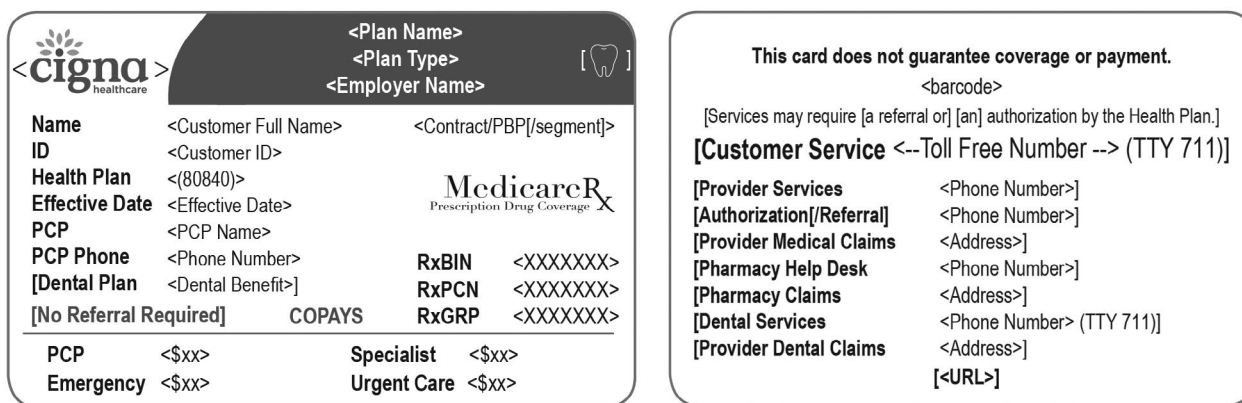 <Plan Name>
<Plan Type>
<Employer Name>
<cigna healthcare>
[ ]
Name <Customer Full Name> <Contract/PBP[/segment]>
ID <Customer ID>
Health Plan <(80840)>
Effective Date <Effective Date>
MedicareRx
Prescription Drug Coverage
PCP <PCP Name>
PCP Phone <Phone Number>
RxBIN <XXXXXXX>
[Dental Plan <Dental Benefit>]
RxPCN <XXXXXXX>
[No Referral Required] COPAYS RxGRP <XXXXXXX>
PCP <$xx> Specialist <$xx>
Emergency <$xx> Urgent Care <$xx>
This card does not guarantee coverage or payment.
<barcode>
[Services may require [a referral or] [an] authorization by the Health Plan.]
[Customer Service <--Toll Free Number --> (TTY 711)]
[Provider Services <Phone Number>]
[Authorization[/Referral] <Phone Number>]
[Provider Medical Claims <Address>]
[Pharmacy Help Desk <Phone Number>]
[Pharmacy Claims <Address>]
[Dental Services <Phone Number> (TTY 711)]
[Provider Dental Claims <Address>]
[<URL>]